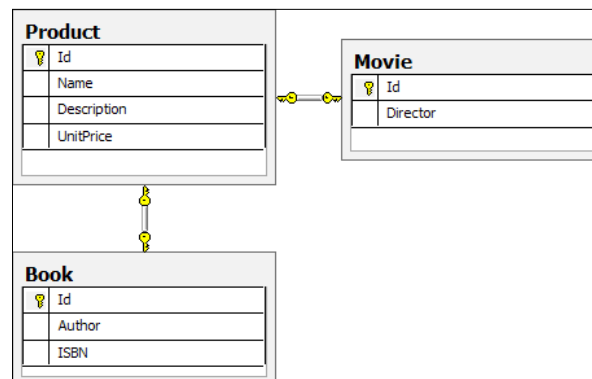 Product
Id
Name
Description
UnitPrice
Movie
Id
Director
Book
Id
Author
ISBN